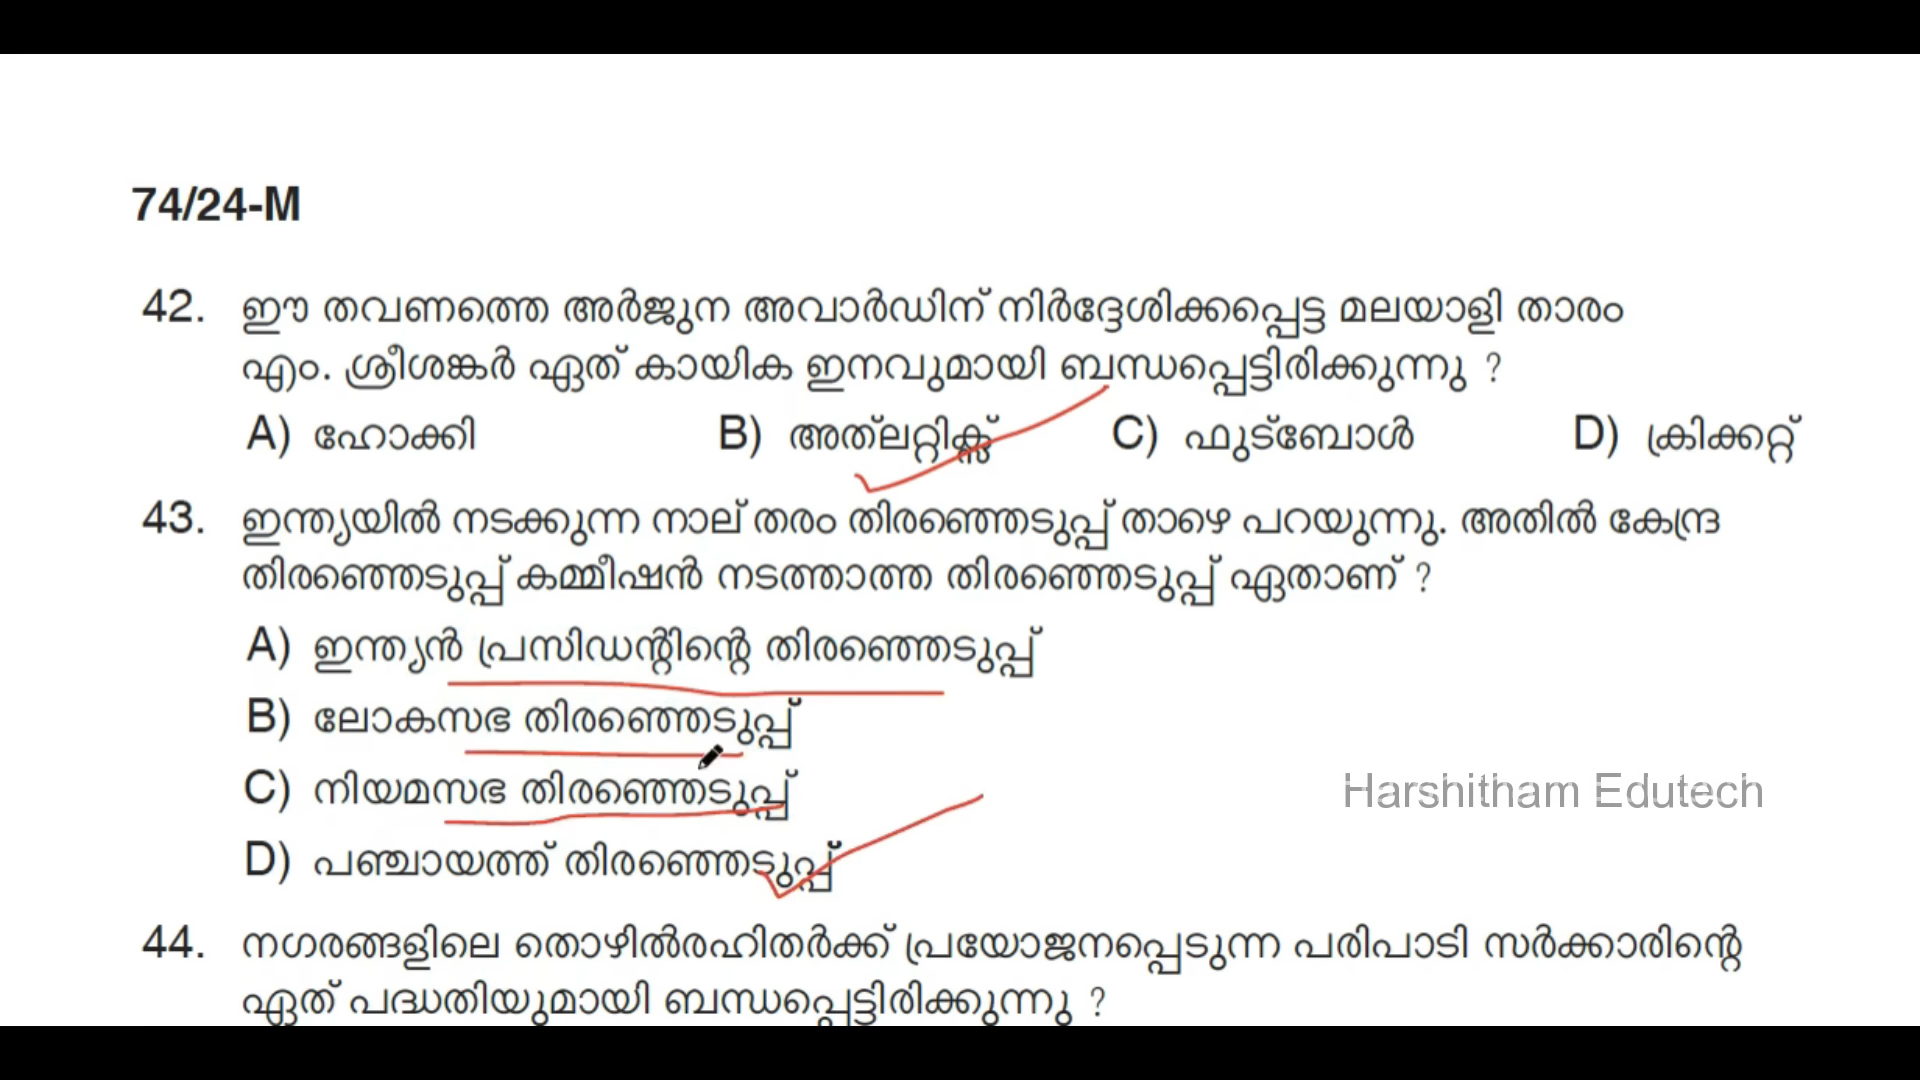 74/24-M
42. ഈ തവണത്തെ അർജുന അവാർഡിന് നിർദ്ദേശിക്കപ്പെട്ട മലയാളി താരം
എം. ശ്രീശങ്കർ ഏത് കായിക ഇനവുമായി ബന്ധപ്പെട്ടിരിക്കുന്നു ?
A) ഹോക്കി B) അത്‌ലറ്റിക്സ് C) ഫുട്ബോൾ D) ക്രിക്കറ്റ്
43. ഇന്ത്യയിൽ നടക്കുന്ന നാല് തരം തിരഞ്ഞെടുപ്പ് താഴെ പറയുന്നു. അതിൽ കേന്ദ്ര
തിരഞ്ഞെടുപ്പ് കമ്മീഷൻ നടത്താത്ത തിരഞ്ഞെടുപ്പ് ഏതാണ് ?
A) ഇന്ത്യൻ പ്രസിഡന്റിന്റെ തിരഞ്ഞെടുപ്പ്
B) ലോകസഭ തിരഞ്ഞെടുപ്പ്
C) നിയമസഭ തിരഞ്ഞെടുപ്പ്
Harshitham Edutech
D) പഞ്ചായത്ത് തിരഞ്ഞെടുപ്പ്
44. നഗരങ്ങളിലെ തൊഴിൽരഹിതർക്ക് പ്രയോജനപ്പെടുന്ന പരിപാടി സർക്കാരിന്റെ
ഏത് പദ്ധതിയുമായി ബന്ധപ്പെട്ടിരിക്കുന്നു ?